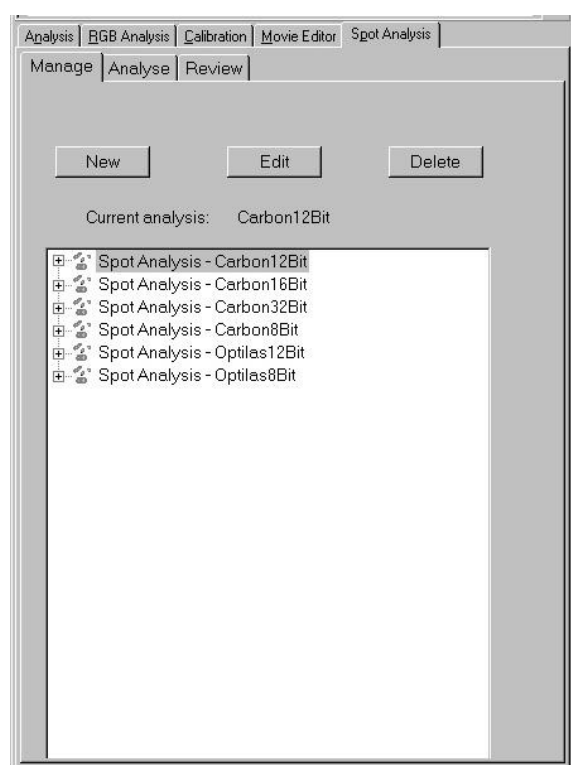 Analysis RGB Analysis Calibration Movie Editor Spot Analysis
Manage Analyse Review
New Edit Delete
Current analysis: Carbon12Bit
Spot Analysis - Carbon12Bit
Spot Analysis - Carbon16Bit
Spot Analysis - Carbon32Bit
Spot Analysis - Carbon8Bit
Spot Analysis - Optilas12Bit
Spot Analysis - Optilas8Bit